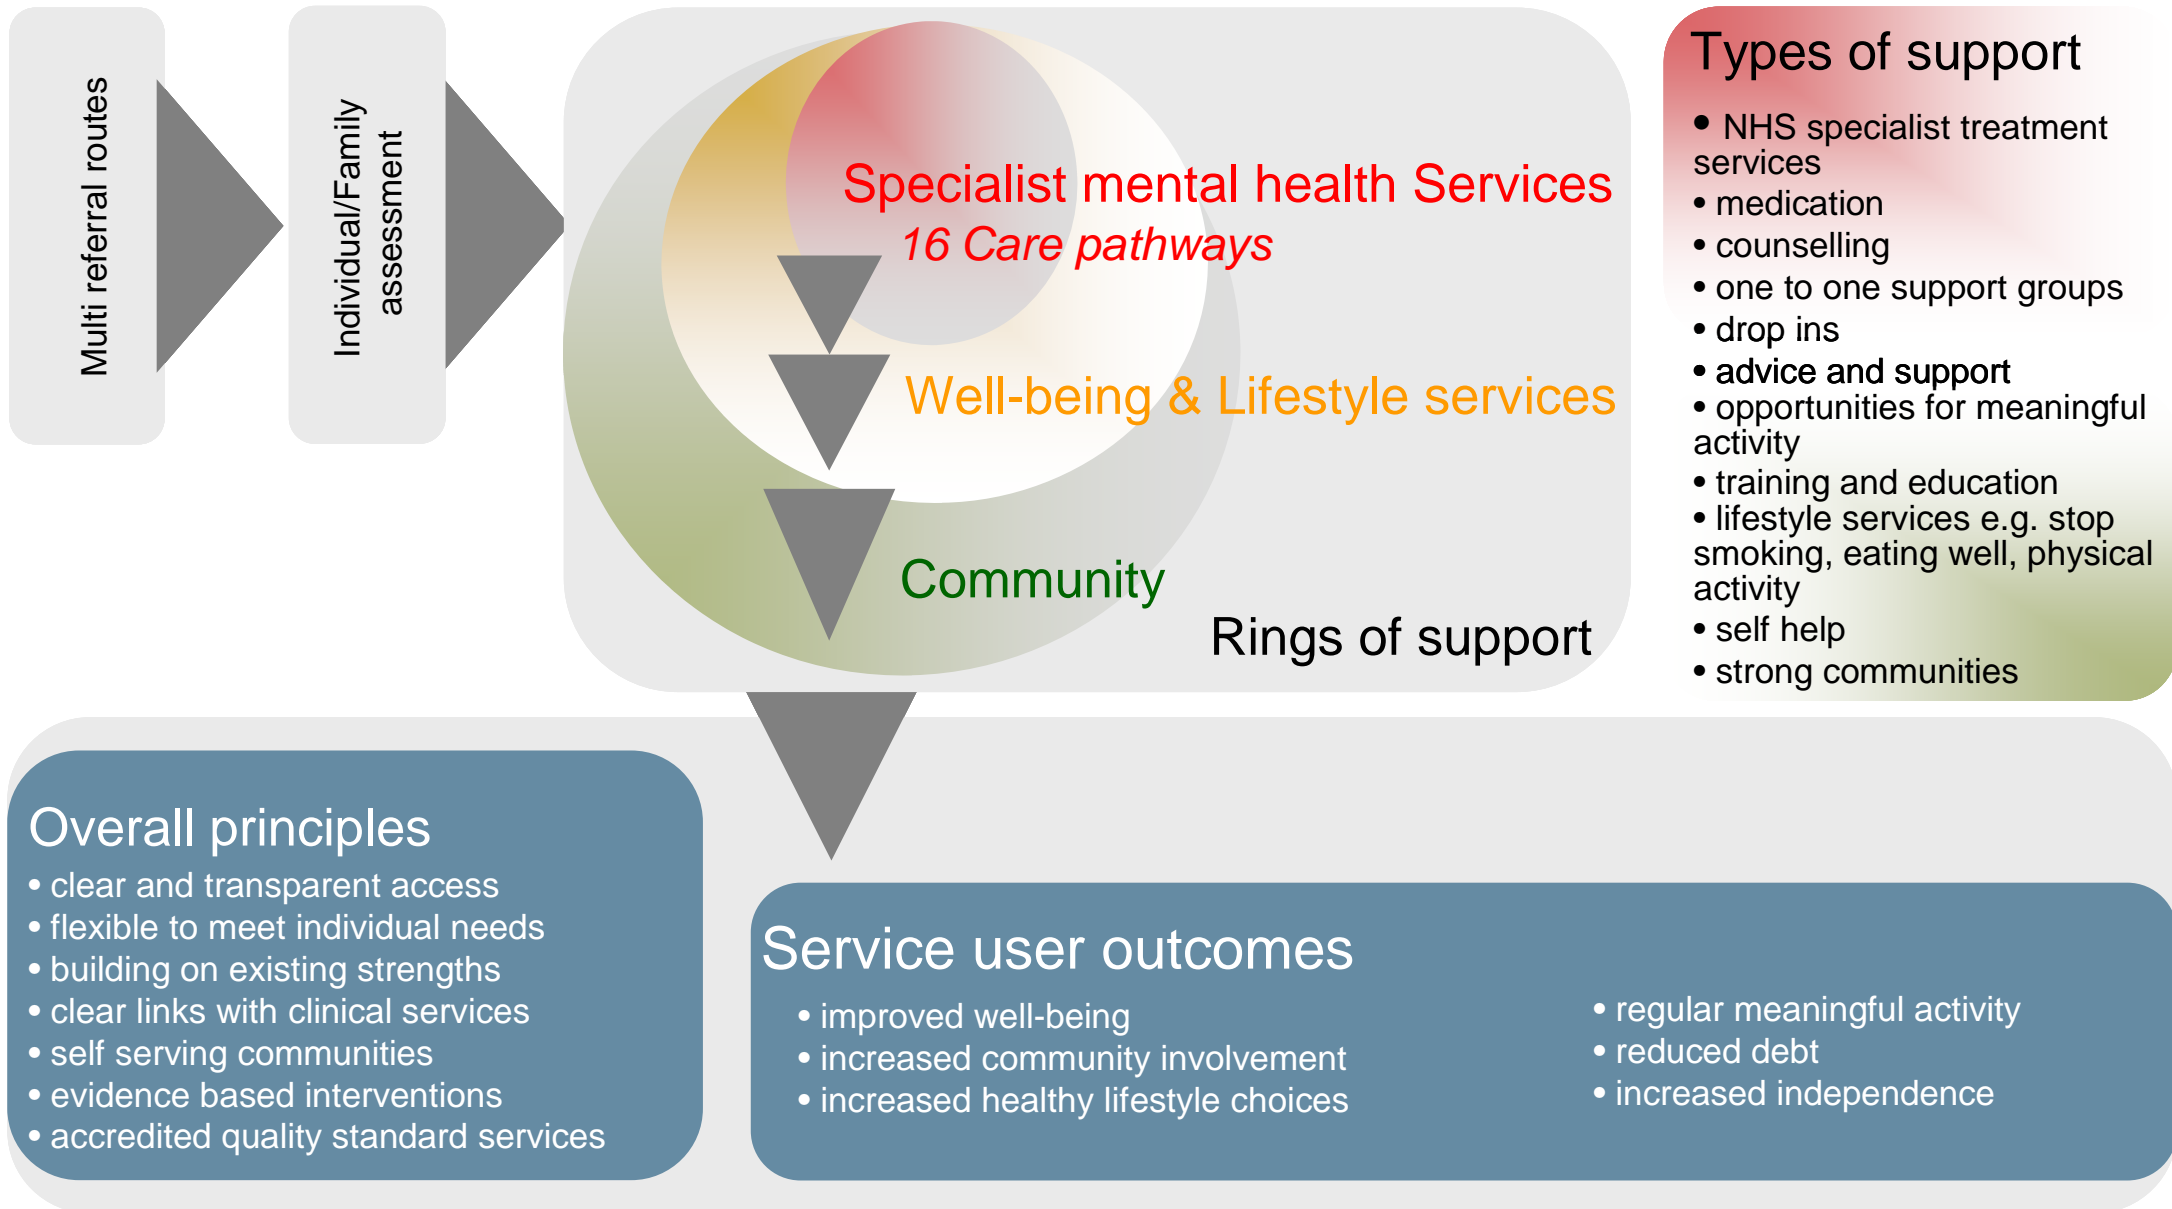 Multi referral routes
Individual/Family
assessment
Specialist mental health Services
16 Care pathways
Well-being & Lifestyle services
Community
Rings of support
Types of support
• NHS specialist treatment
services
• medication
• counselling
• one to one support groups
• drop ins
• advice and support
• opportunities for meaningful
activity
• training and education
• lifestyle services e.g. stop
smoking, eating well, physical
activity
• self help
• strong communities
Overall principles
• clear and transparent access
• flexible to meet individual needs
• building on existing strengths
• clear links with clinical services
• self serving communities
• evidence based interventions
• accredited quality standard services
Service user outcomes
• improved well-being
• increased community involvement
• increased healthy lifestyle choices
• regular meaningful activity
• reduced debt
• increased independence